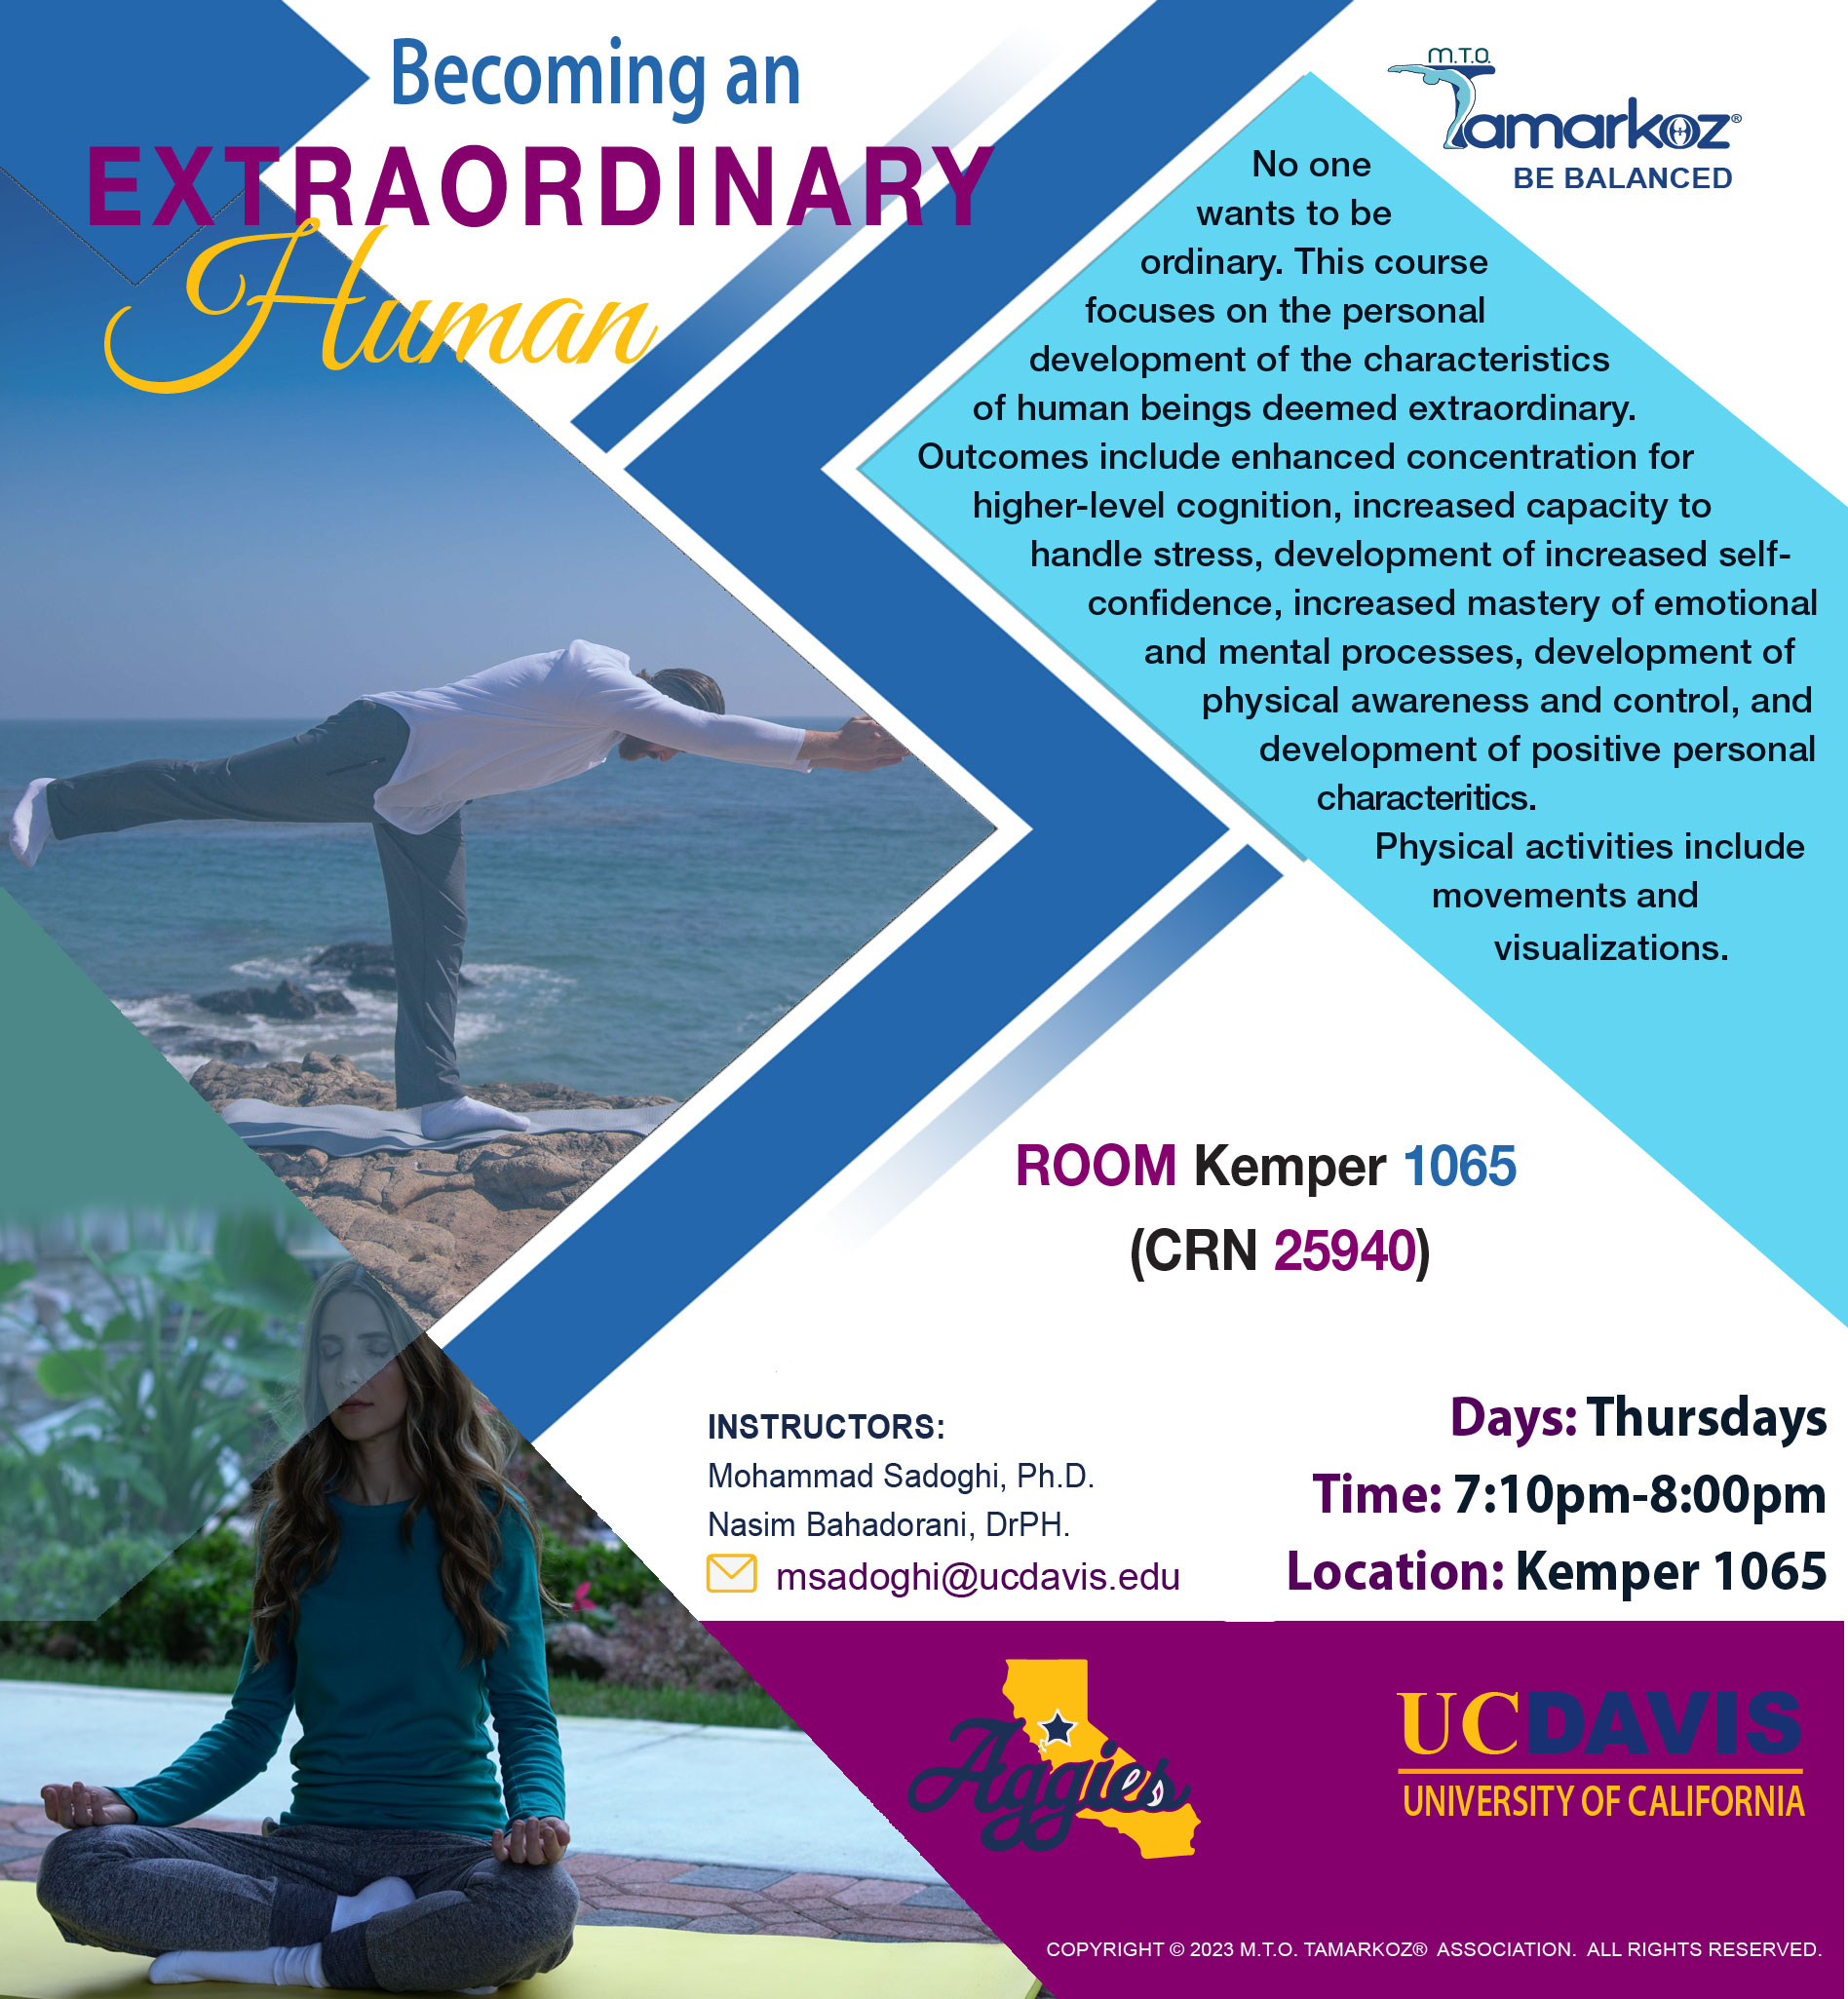 Becoming an
EXTRAORDINARY
Human
M.T.O.
Tamarkoz®
BE BALANCED
No one
wants to be
ordinary. This course
focuses on the personal
development of the characteristics
of human beings deemed extraordinary.
Outcomes include enhanced concentration for
higher-level cognition, increased capacity to
handle stress, development of increased self-
confidence, increased mastery of emotional
and mental processes, development of
physical awareness and control, and
development of positive personal
characteritics.
Physical activities include
movements and
visualizations.
ROOM Kemper 1065
(CRN 25940)
INSTRUCTORS:
Mohammad Sadoghi, Ph.D.
Nasim Bahadorani, DrPH.
msadoghi@ucdavis.edu
Days: Thursdays
Time: 7:10pm-8:00pm
Location: Kemper 1065
Aggies
UCDAVIS
UNIVERSITY OF CALIFORNIA
COPYRIGHT © 2023 M.T.O. TAMARKOZ® ASSOCIATION. ALL RIGHTS RESERVED.